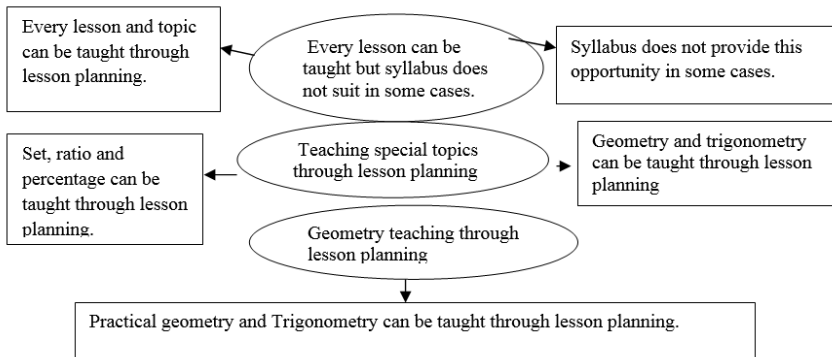 Every lesson and topic
can be taught through
lesson planning.
Every lesson can be
taught but syllabus does
not suit in some cases.
Syllabus does not provide this
opportunity in some cases.
Set, ratio and
percentage can be
taught through lesson
planning.
Teaching special topics
through lesson planning
Geometry and trigonometry
can be taught through lesson
planning
Geometry teaching through
lesson planning
Practical geometry and Trigonometry can be taught through lesson planning.